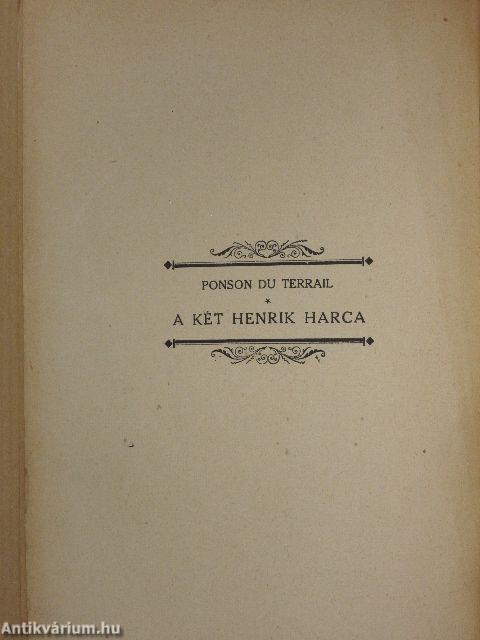 PONSON DU TERRAIL
*
A KÉT HENRIK HARCA
Antikvárium.hu